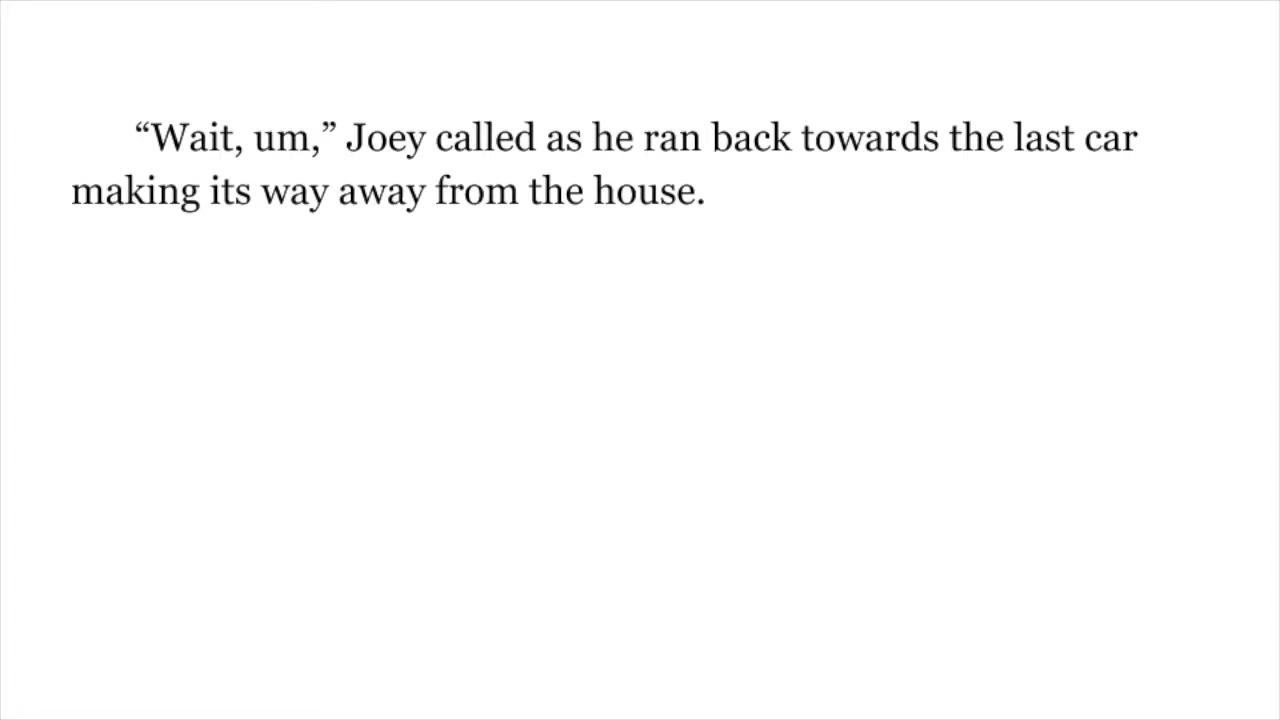 “Wait, um,” Joey called as he ran back towards the last car
making its way away from the house.